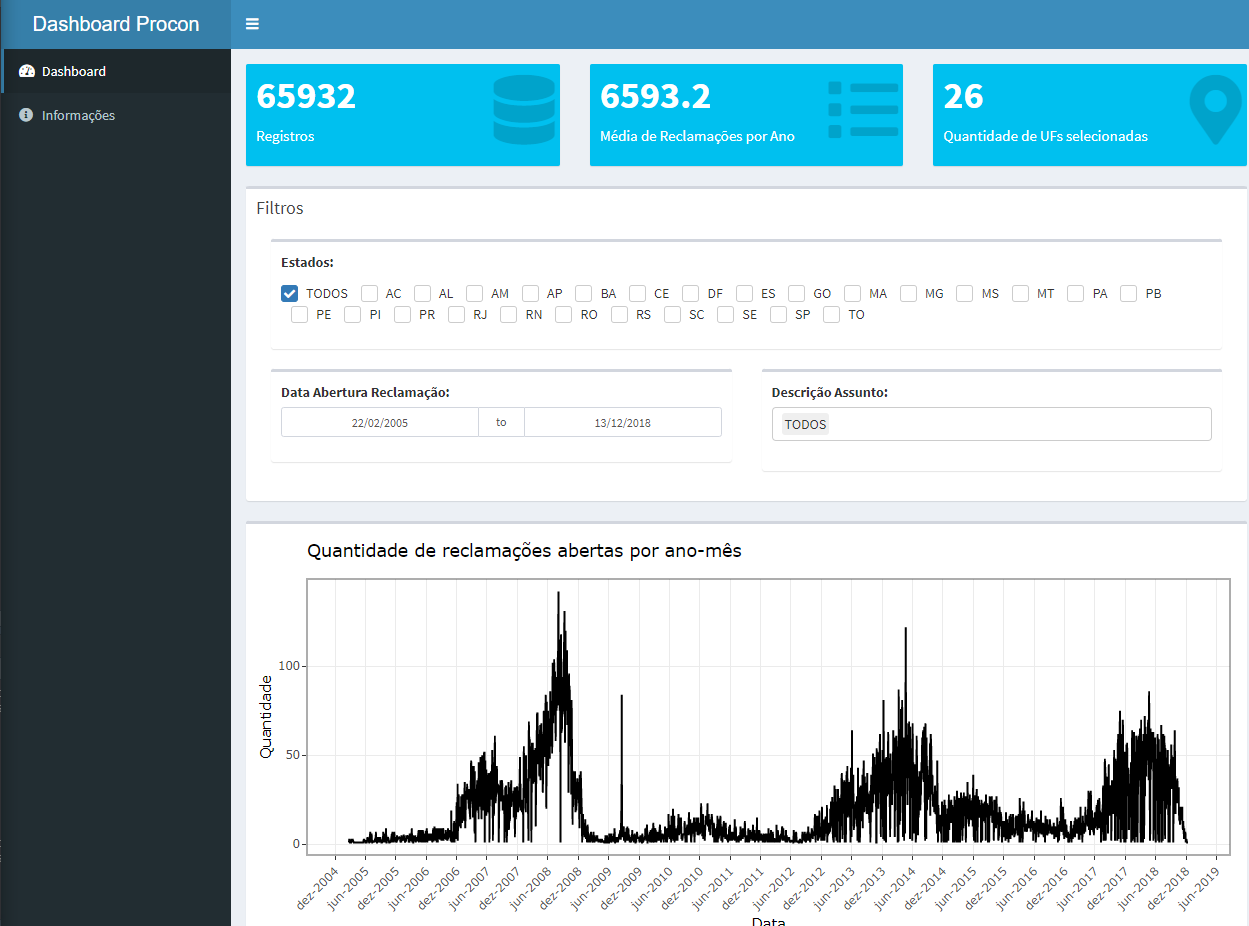 Dashboard Procon
Dashboard
Informações
65932
Registros
6593.2
Média de Reclamações por Ano
26
Quantidade de UFs selecionadas
Filtros
Estados:
TODOS AC AL AM AP BA CE DF ES GO MA MG MS MT PA PB
PE PI PR RJ RN RO RS SC SE SP TO
Data Abertura Reclamação:
22/02/2005 to 13/12/2018
Descrição Assunto:
TODOS
Quantidade de reclamações abertas por ano-mês
Quantidade
100
50
0
dez-2004 jun-2005 dez-2005 jun-2006 dez-2006 jun-2007 dez-2007 jun-2008 dez-2008 jun-2009 dez-2009 jun-2010 dez-2010 jun-2011 dez-2011 jun-2012 dez-2012 jun-2013 dez-2013 jun-2014 dez-2014 jun-2015 dez-2015 jun-2016 dez-2016 jun-2017 dez-2017 jun-2018 dez-2018 jun-2019
Data